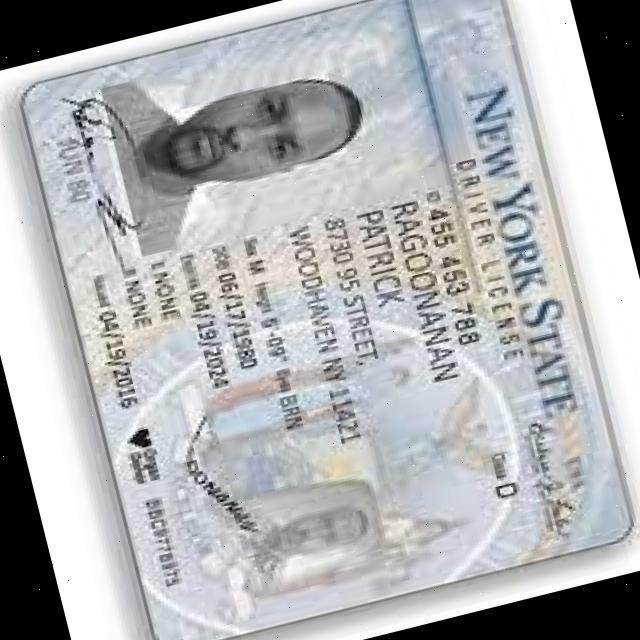 NEW YORK STATE
DRIVER LICENSE
ID 455 453 788
Class D
RAGOONANAN
PATRICK
8730 95 STREET,
WOODHAVEN NY 11421
Sex M Height 6'-07" Eyes BRN
DOB 06/17/1980
Expires 04/19/2024
E NONE
R NONE
Issued 04/19/2016
JUN 80